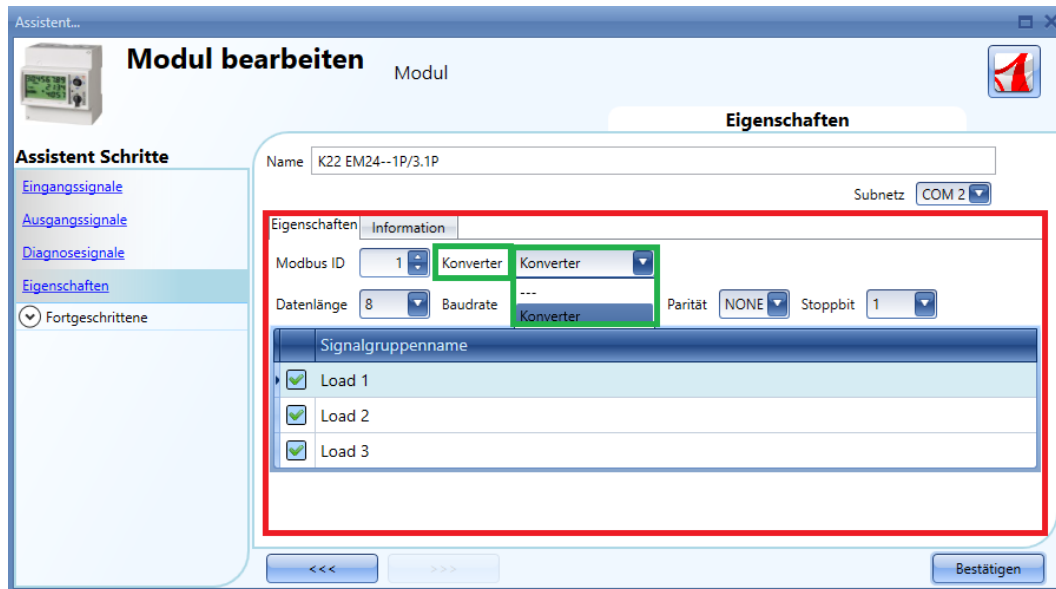 Assistent...
Modul bearbeiten
Modul
Eigenschaften
Assistent Schritte
Eingangssignale
Ausgangssignale
Diagnosesignale
Eigenschaften
Fortgeschrittene
Name K22 EM24--1P/3.1P
Subnetz COM 2
Eigenschaften Information
Modbus ID 1 Konverter Konverter
---
Konverter
Datenlänge 8 Baudrate Parität NONE Stoppbit 1
Signalgruppenname
Load 1
Load 2
Load 3
<<< >>> Bestätigen